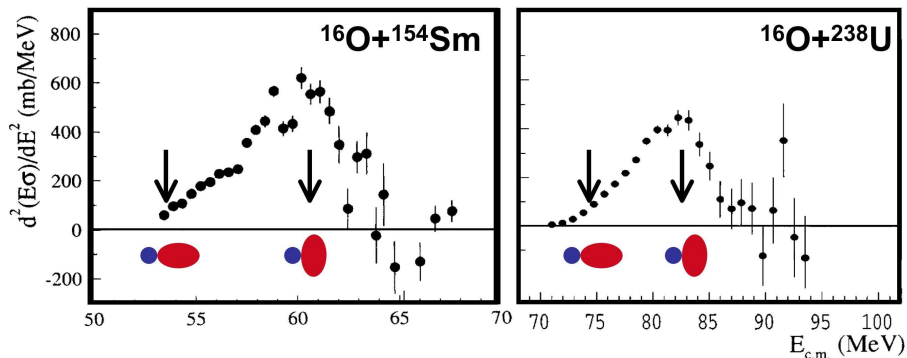 d²(Eσ)/dE² (mb/MeV)
800
600
400
200
0
-200
¹⁶O+¹⁵⁴Sm
50 55 60 65 70
¹⁶O+²³⁸U
70 75 80 85 90 95 100
E_c.m. (MeV)